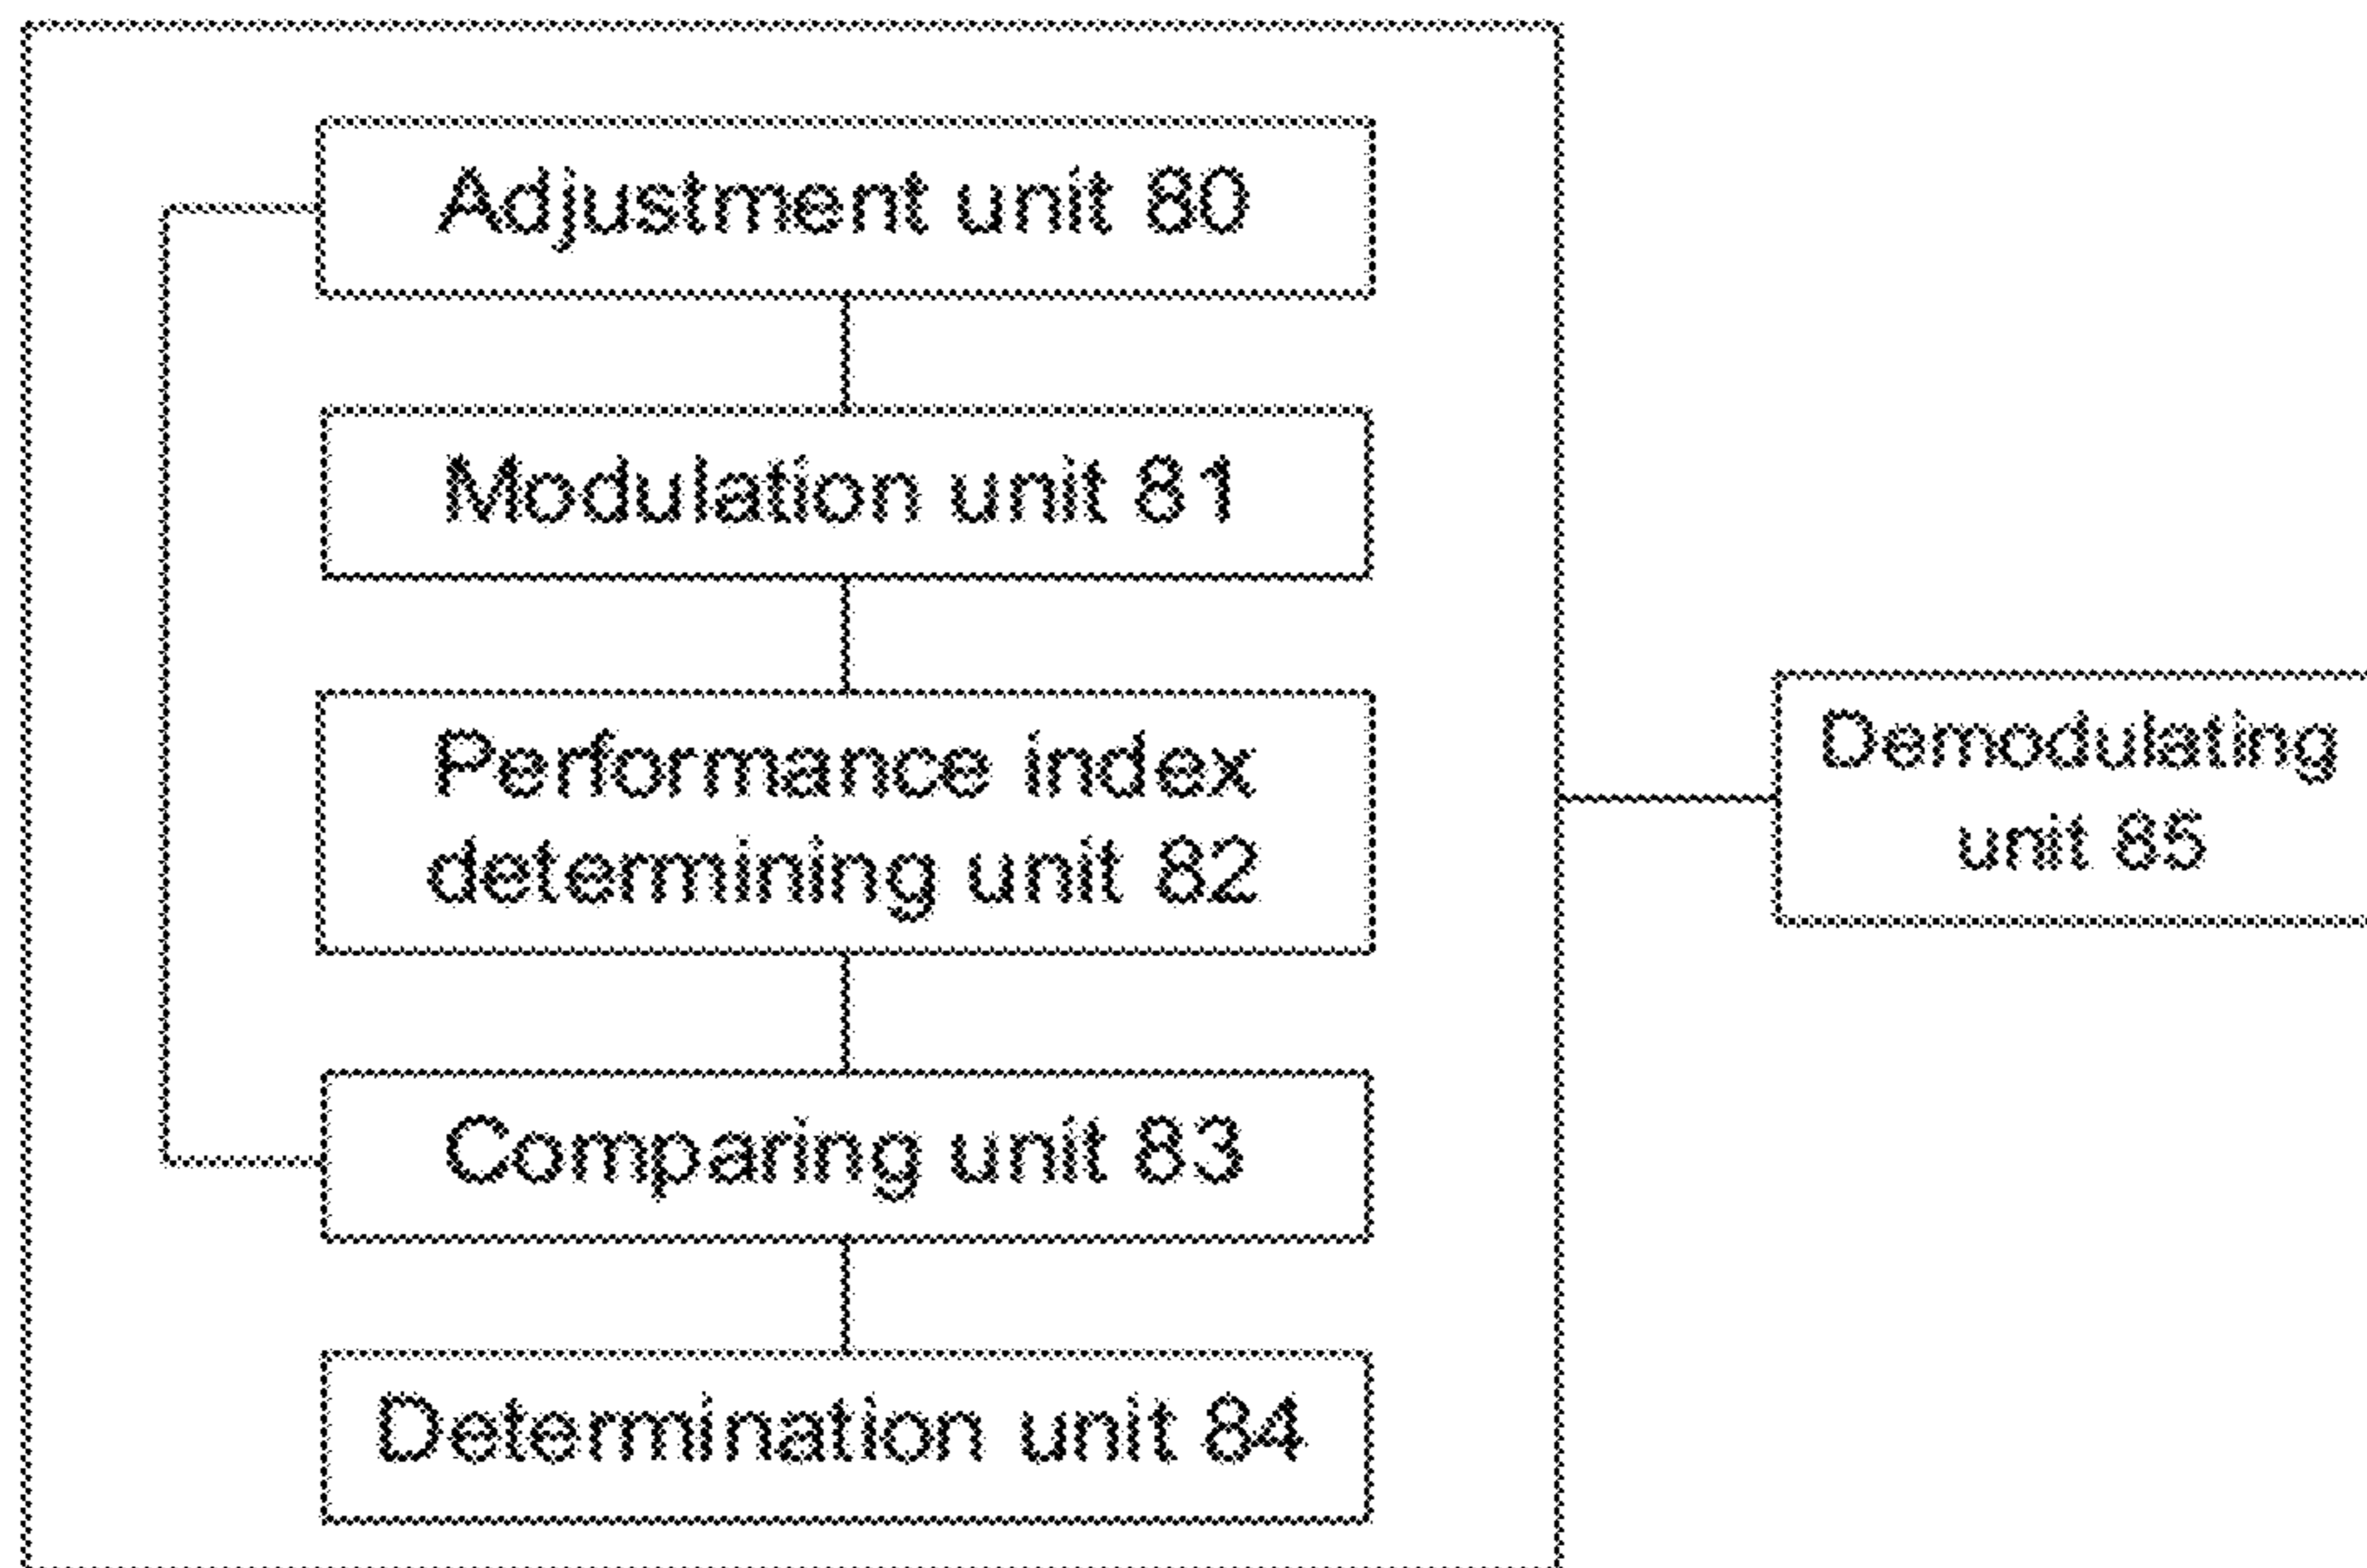 Adjustment unit 80
Modulation unit 81
Performance index
determining unit 82
Demodulating
unit 85
Comparing unit 83
Determination unit 84